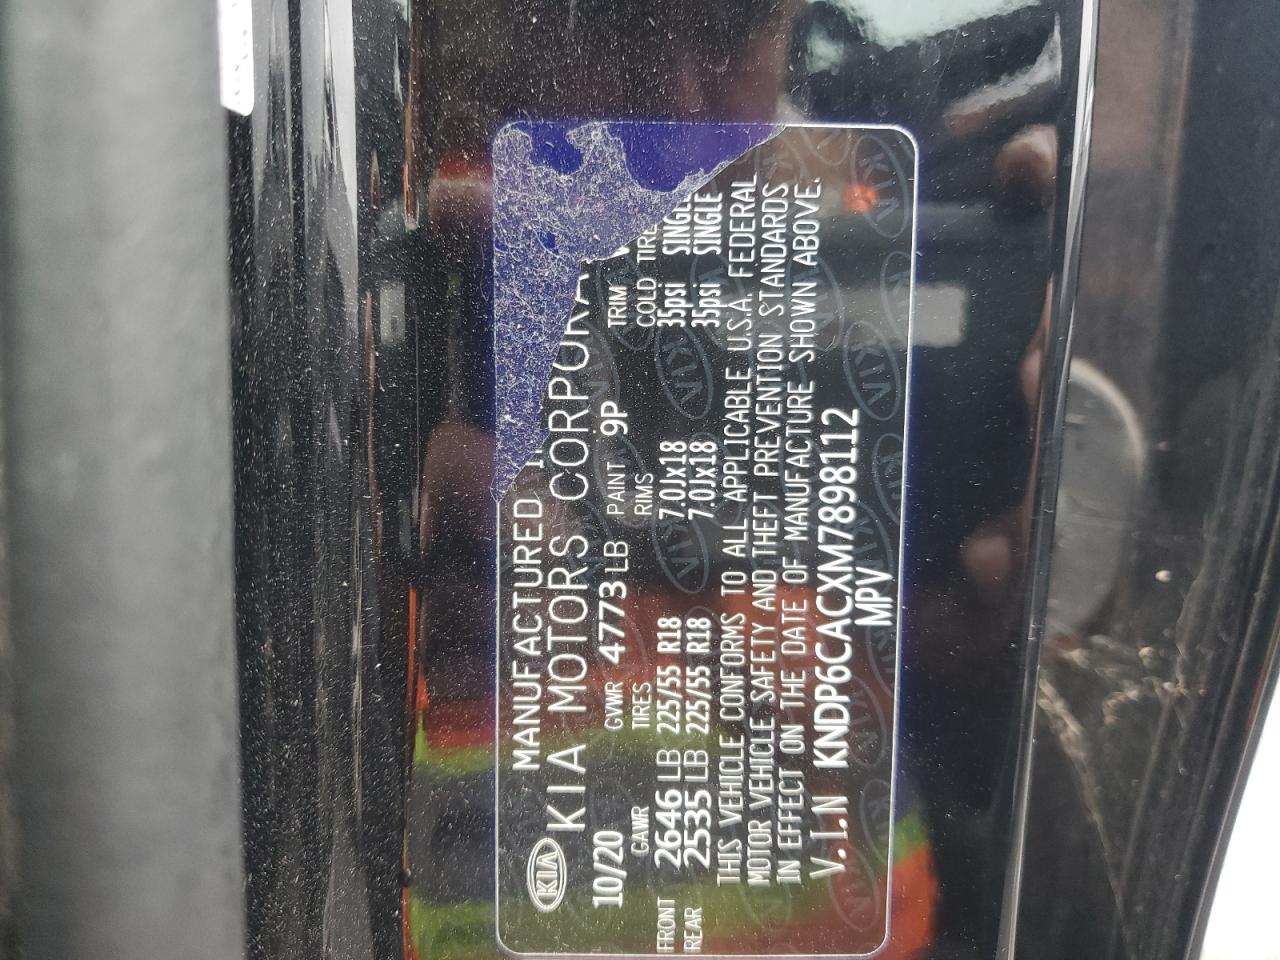 MANUFACTURED
KIA KIA MOTORS CORPORA
10/20 GVWR 4773 LB PAINT 9P TRIM
GAWR TIRES RIMS COLD TIRE
FRONT 2646 LB 225/55 R18 7.0Jx18 35psi SINGLE
REAR 2535 LB 225/55 R18 7.0Jx18 35psi SINGLE
THIS VEHICLE CONFORMS TO ALL APPLICABLE U.S.A. FEDERAL
MOTOR VEHICLE SAFETY AND THEFT PREVENTION STANDARDS
IN EFFECT ON THE DATE OF MANUFACTURE SHOWN ABOVE.
V.I.N KNDP6CACXM7898112
MPV